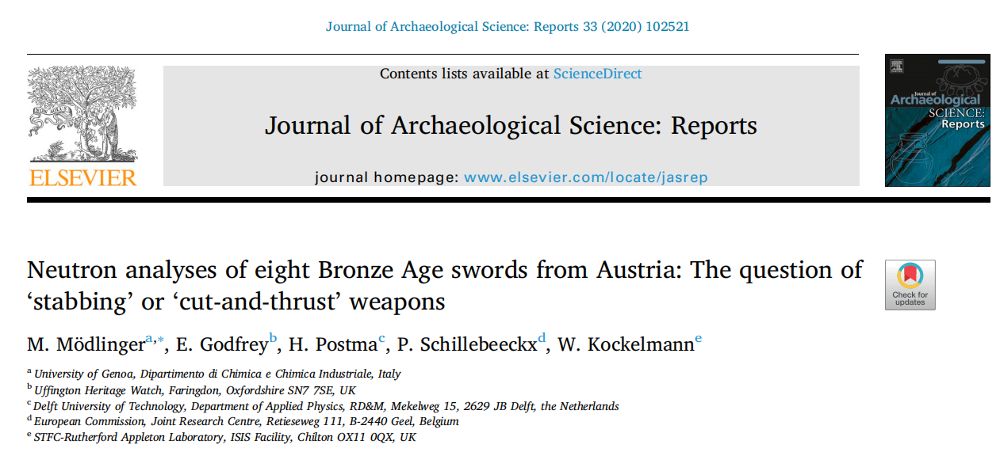 Journal of Archaeological Science: Reports 33 (2020) 102521
Contents lists available at ScienceDirect
Journal of Archaeological Science: Reports
journal homepage: www.elsevier.com/locate/jasrep
NON SOLUS
ELSEVIER
Journal of
Archaeological
SCIENCE:
Reports
Neutron analyses of eight Bronze Age swords from Austria: The question of
‘stabbing’ or ‘cut-and-thrust’ weapons
Check for
updates
M. Mödlinger a,*, E. Godfrey b, H. Postma c, P. Schillebeeckx d, W. Kockelmann e
a University of Genoa, Dipartimento di Chimica e Chimica Industriale, Italy
b Uffington Heritage Watch, Faringdon, Oxfordshire SN7 7SE, UK
c Delft University of Technology, Department of Applied Physics, RD&M, Mekelweg 15, 2629 JB Delft, the Netherlands
d European Commission, Joint Research Centre, Retieseweg 111, B-2440 Geel, Belgium
e STFC-Rutherford Appleton Laboratory, ISIS Facility, Chilton OX11 0QX, UK